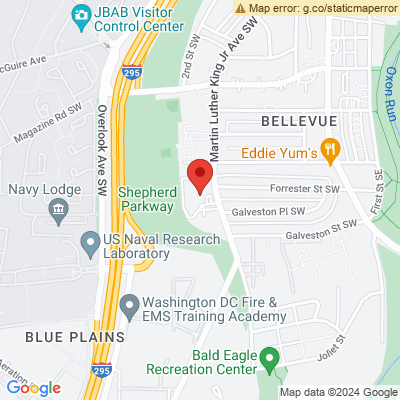 Map error: g.co/staticmaperror
JBAB Visitor
Control Center
McGuire Ave
2nd St SW
Martin Luther King Jr Ave SW
Oxon Run
295
Magazine Rd SW
Overlook Ave SW
BELLEVUE
Eddie Yum's
First St SE
Navy Lodge
Shepherd
Parkway
Forrester St SW
Galveston Pl SW
Galveston St SW
US Naval Research
Laboratory
Washington DC Fire &
EMS Training Academy
BLUE PLAINS
Joliet St
Bald Eagle
Recreation Center
295
Aeration
Google
Map data ©2024 Google